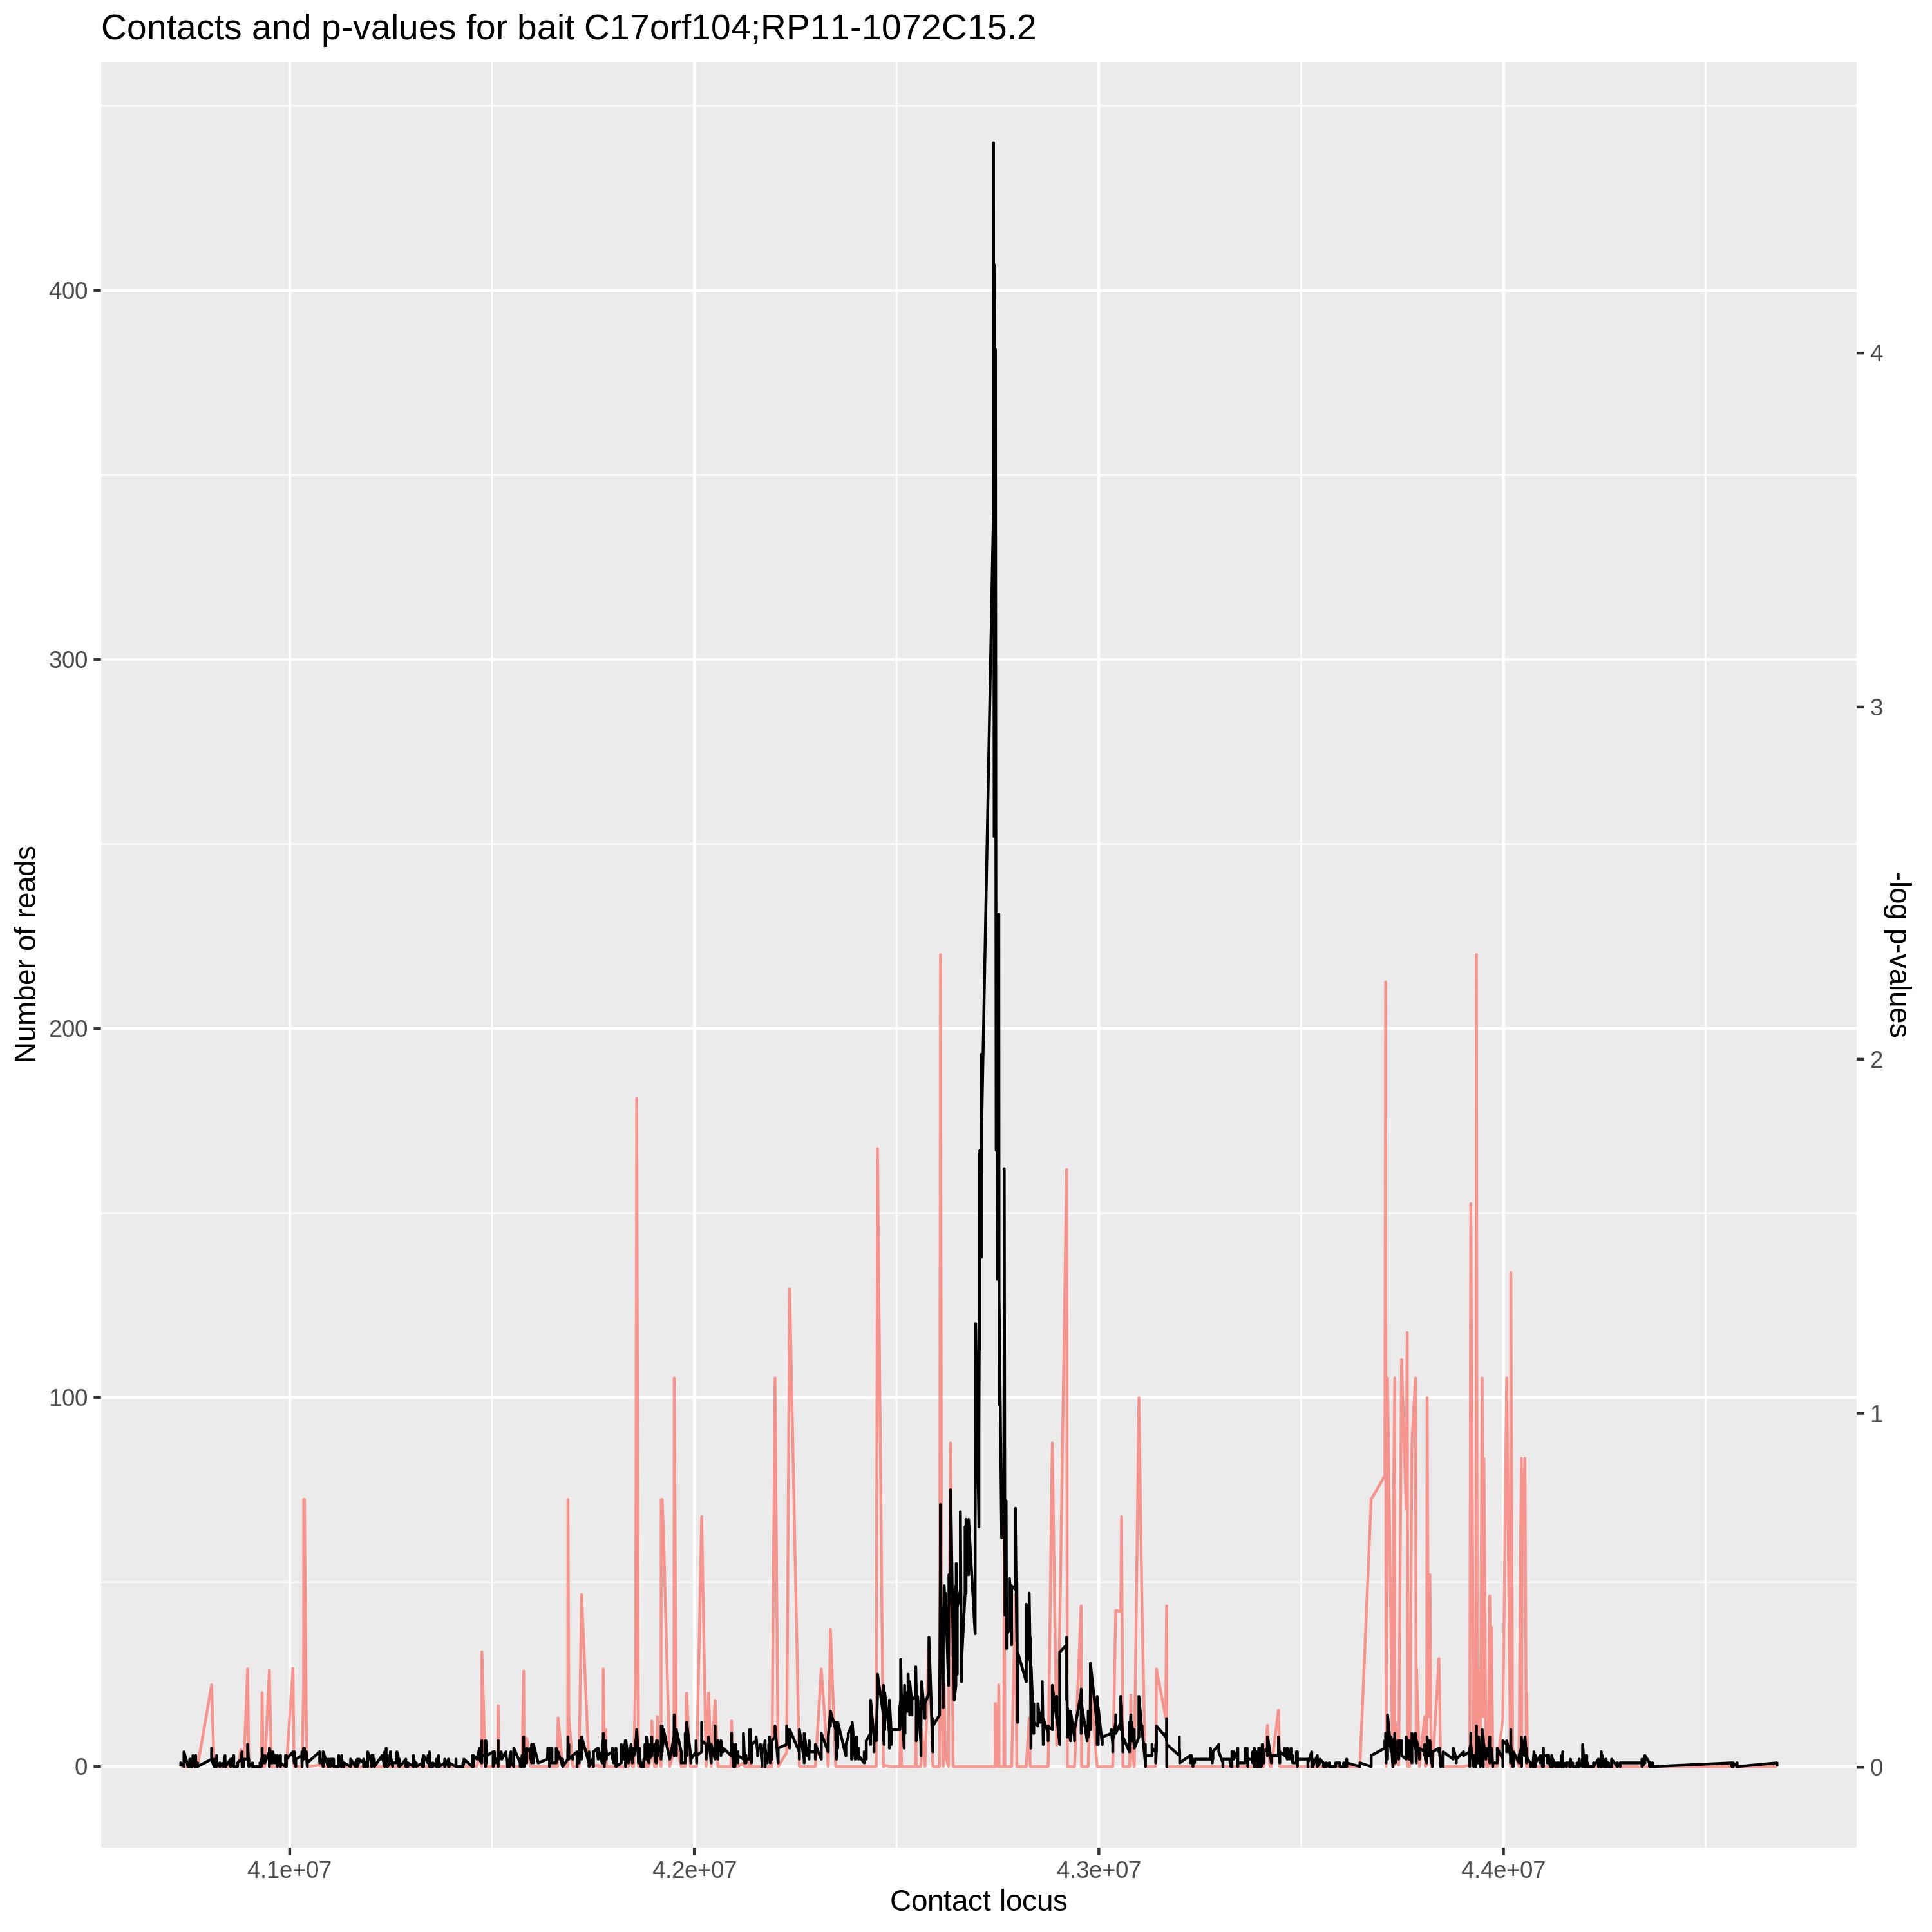 Contacts and p-values for bait C17orf104;RP11-1072C15.2
400
300
200
100
0
Number of reads
4
3
2
1
0
-log p-values
4.1e+07
4.2e+07
4.3e+07
4.4e+07
Contact locus